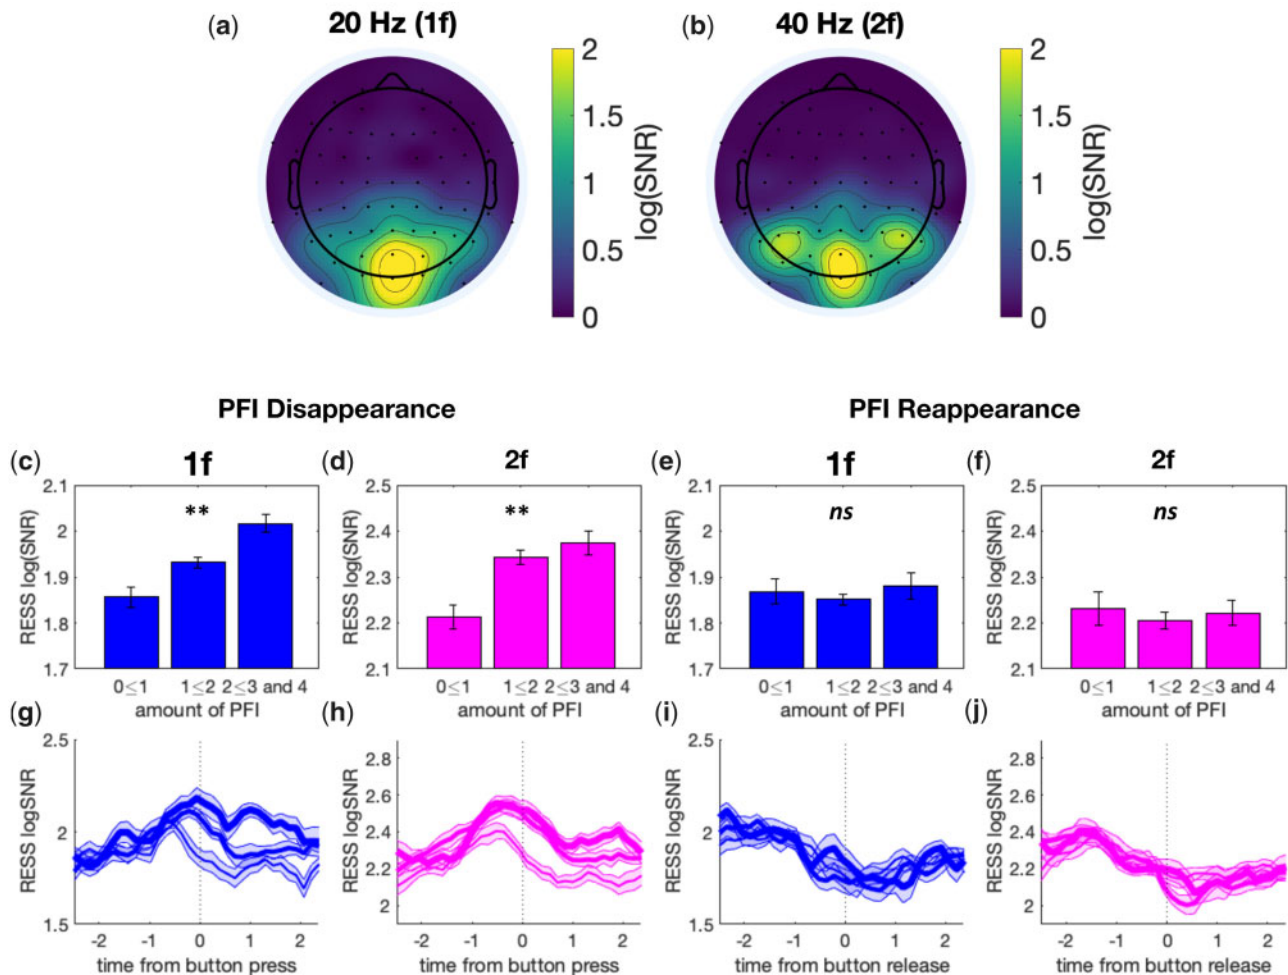 (a) 20 Hz (1f)
2
1.5
1
0.5
0
log(SNR)
(b) 40 Hz (2f)
2
1.5
1
0.5
0
log(SNR)
PFI Disappearance
PFI Reappearance
(c) 1f
2.1
2
1.9
1.8
1.7
RESS log(SNR)
**
0≤1 1≤2 2≤3 and 4
amount of PFI
(d) 2f
2.5
2.4
2.3
2.2
2.1
RESS log(SNR)
**
0≤1 1≤2 2≤3 and 4
amount of PFI
(e) 1f
2.1
2
1.9
1.8
1.7
RESS log(SNR)
ns
0≤1 1≤2 2≤3 and 4
amount of PFI
(f) 2f
2.5
2.4
2.3
2.2
2.1
RESS log(SNR)
ns
0≤1 1≤2 2≤3 and 4
amount of PFI
(g)
2.5
2
1.5
RESS logSNR
-2 -1 0 1 2
time from button press
(h)
2.8
2.6
2.4
2.2
2
RESS logSNR
-2 -1 0 1 2
time from button press
(i)
2.5
2
1.5
RESS logSNR
-2 -1 0 1 2
time from button release
(j)
2.8
2.6
2.4
2.2
2
RESS logSNR
-2 -1 0 1 2
time from button release